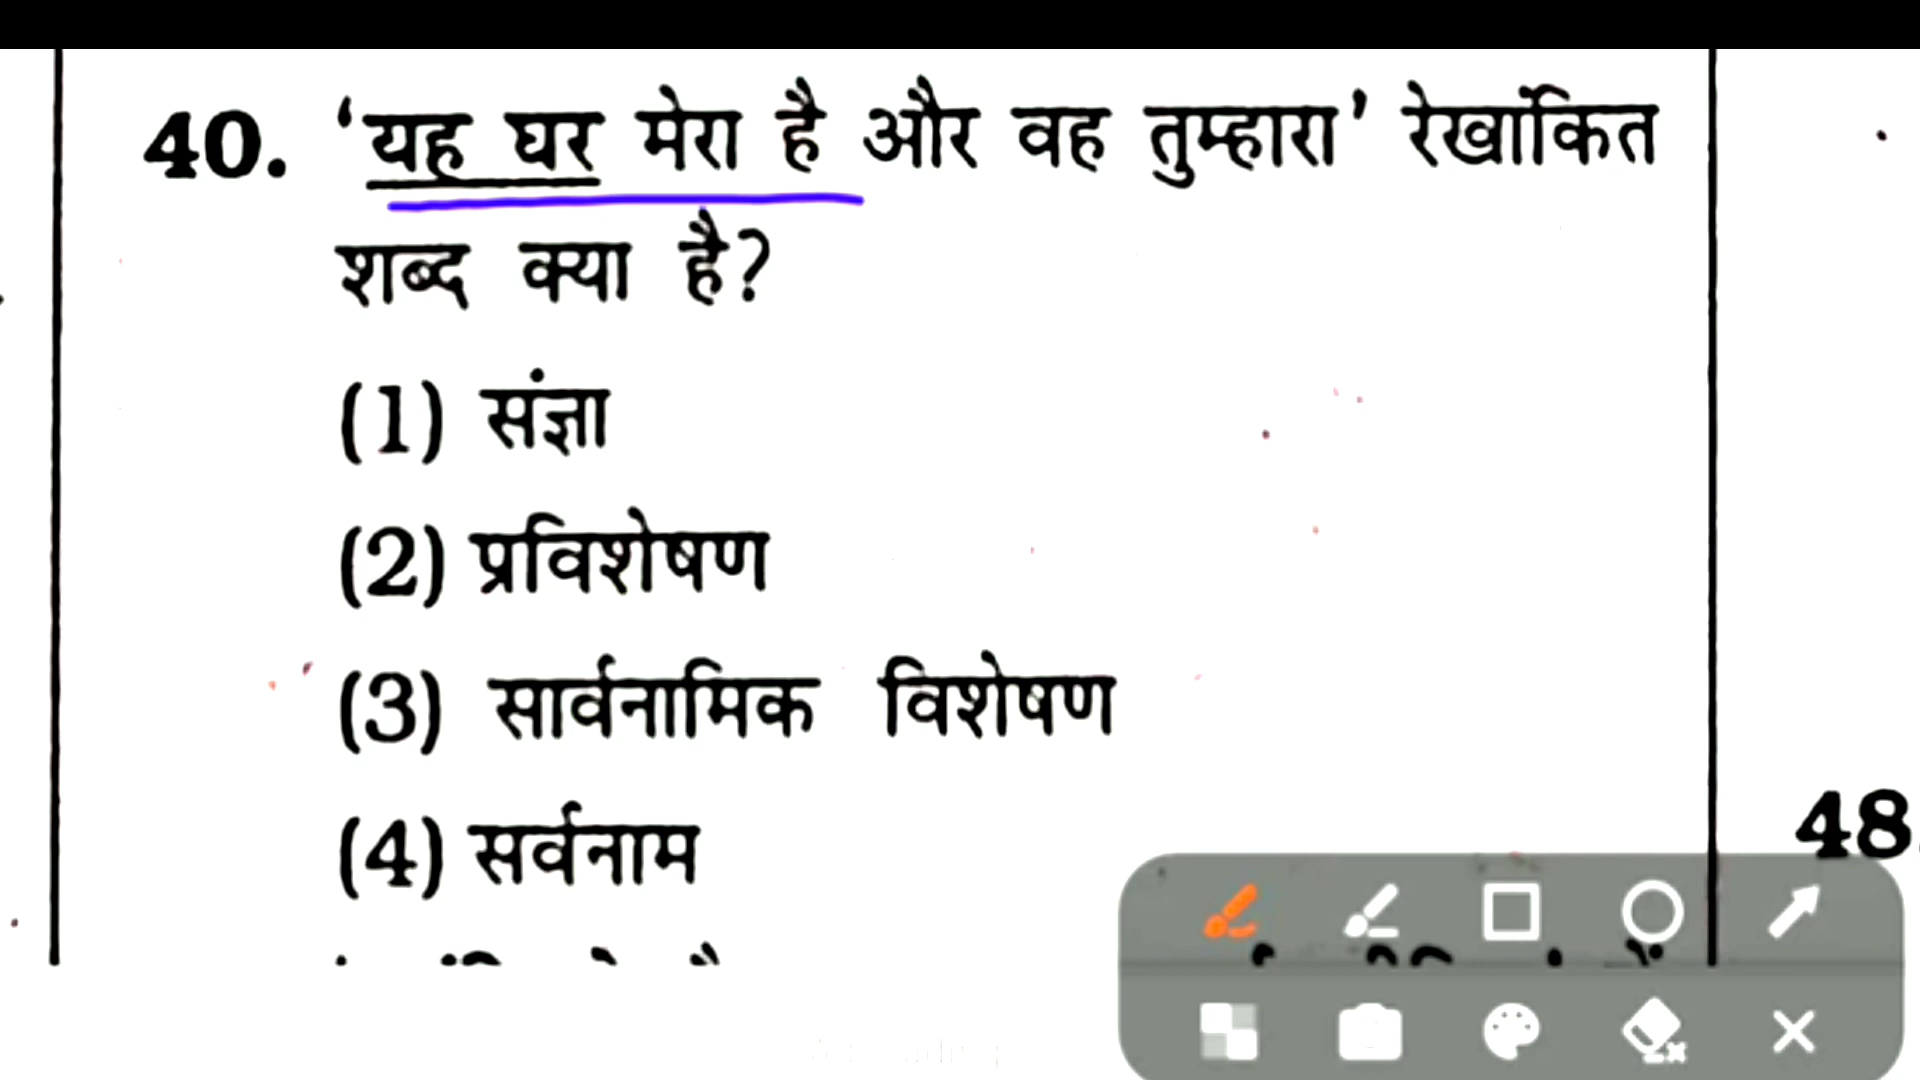 40. ‘यह घर मेरा है और वह तुम्हारा’ रेखांकित
शब्द क्या है?
(1) संज्ञा
(2) प्रविशेषण
(3) सार्वनामिक विशेषण
(4) सर्वनाम
48.